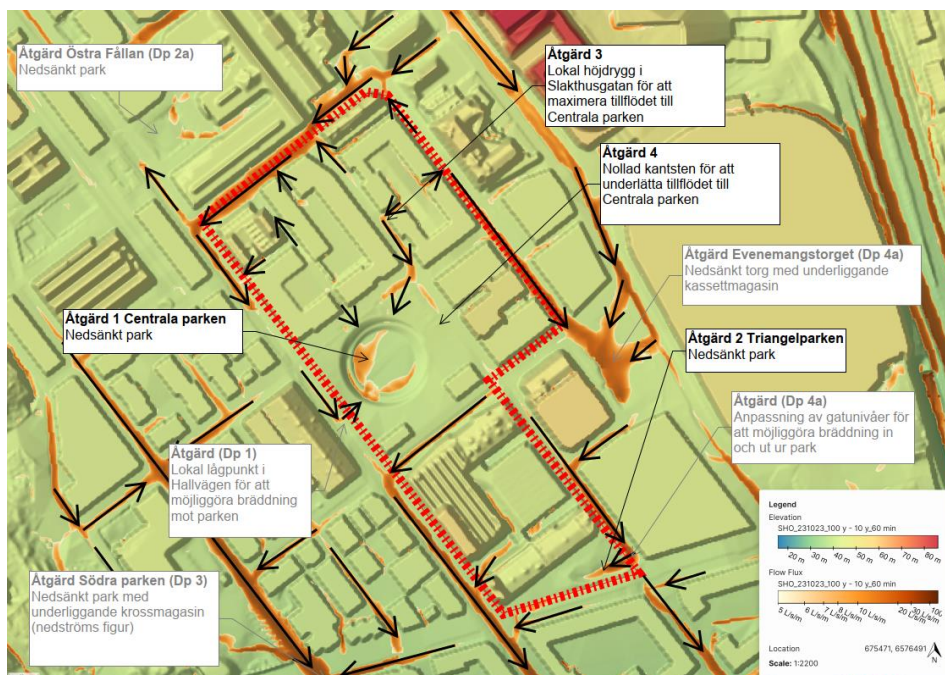 Åtgärd Östra Fållan (Dp 2a)
Nedsänkt park
Åtgärd 3
Lokal höjdrygg i
Slakthusgatan för att
maximera tillflödet till
Centrala parken
Åtgärd 4
Nollad kantsten för att
underlätta tillflödet till
Centrala parken
Åtgärd Evenemangstorget (Dp 4a)
Nedsänkt torg med underliggande
kassettmagasin
Åtgärd 1 Centrala parken
Nedsänkt park
Åtgärd 2 Triangelparken
Nedsänkt park
Åtgärd (Dp 4a)
Anpassning av gatunivåer för
att möjliggöra bräddning in
och ut ur park
Åtgärd (Dp 1)
Lokal lågpunkt i
Hallvägen för att
möjliggöra bräddning
mot parken
Åtgärd Södra parken (Dp 3)
Nedsänkt park med
underliggande krossmagasin
(nedströms figur)
Legend
Elevation
SHO_231023_100 y - 10 y_60 min
20 m 30 m 40 m 50 m 60 m 70 m 80 m
Flow Flux
SHO_231023_100 y - 10 y_60 min
5 L/s/m 6 L/s/m 7 L/s/m 8 L/s/m 10 L/s/m 20 L/s/m 30 L/s/m 100
Location 675471, 6576491
Scale: 1:2200
N